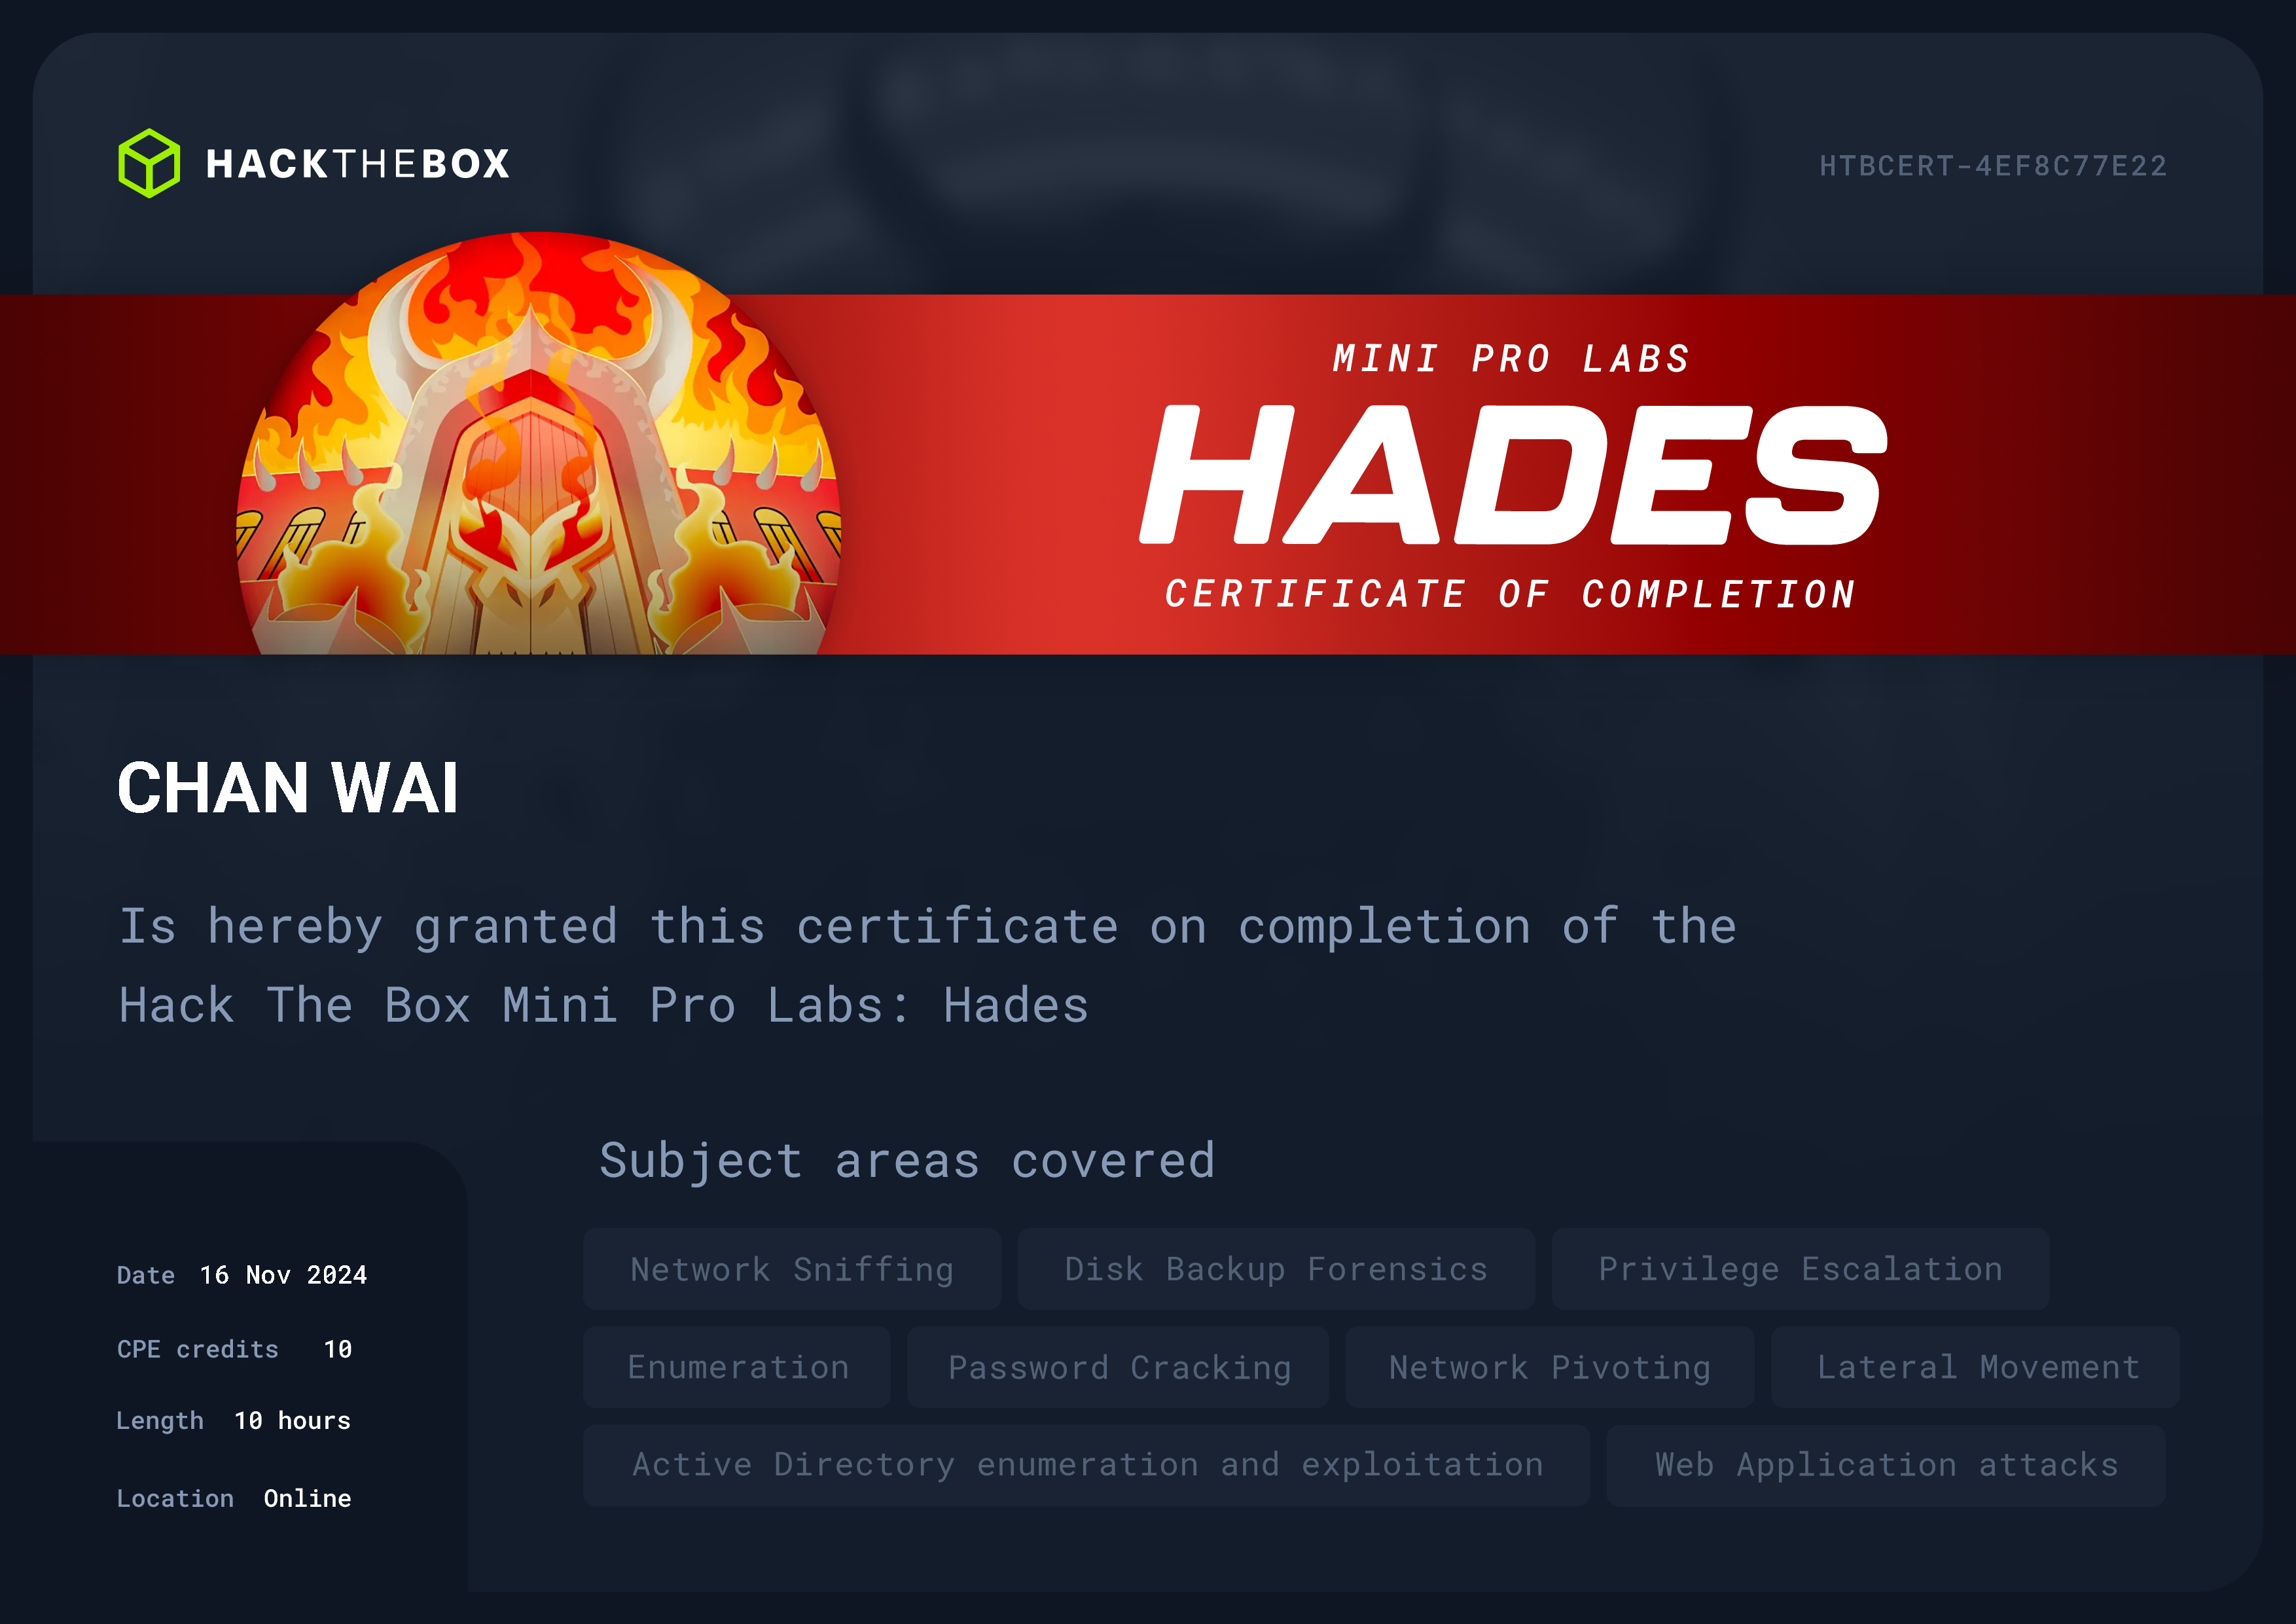 HACKTHEBOX
HTBCERT-4EF8C77E22
MINI PRO LABS
HADES
CERTIFICATE OF COMPLETION
CHAN WAI
Is hereby granted this certificate on completion of the
Hack The Box Mini Pro Labs: Hades
Subject areas covered
Network Sniffing Disk Backup Forensics Privilege Escalation
Enumeration Password Cracking Network Pivoting Lateral Movement
Active Directory enumeration and exploitation Web Application attacks
Date 16 Nov 2024
CPE credits 10
Length 10 hours
Location Online